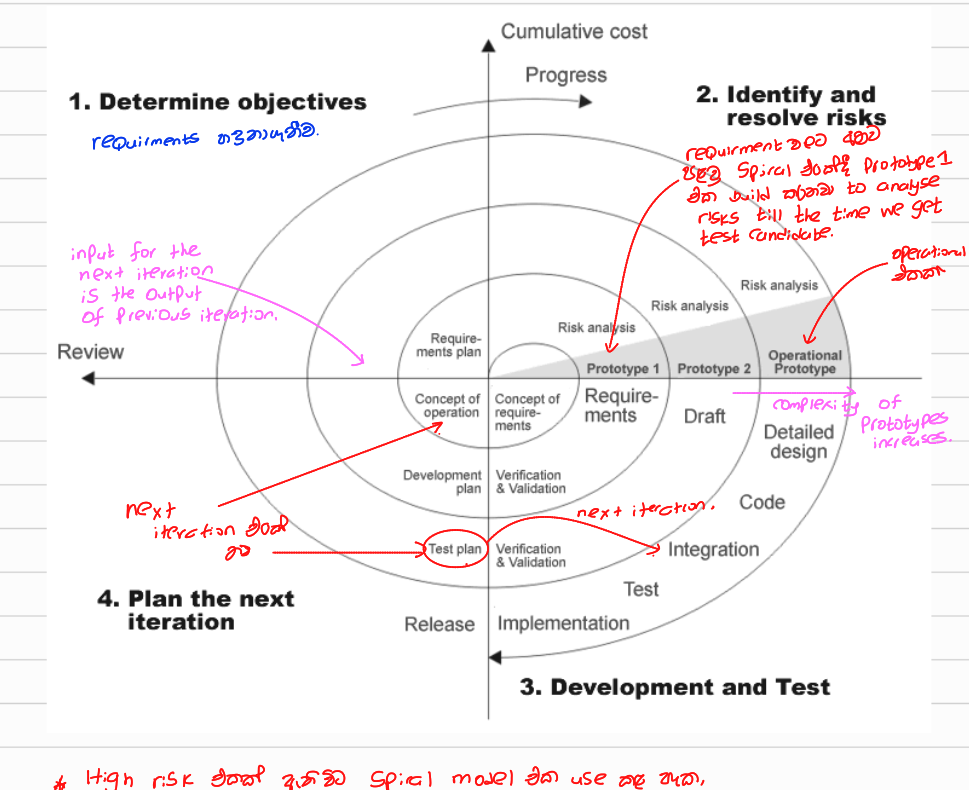 Cumulative cost
Progress
1. Determine objectives
requirments හඳුනාගැනීම.
2. Identify and
resolve risks
requirment වලට අනුව
පළමු Spiral එකේදි Prototype 1
එක build කරනවා to analyse
risks till the time we get
test candidate.
input for the
next iteration
is the output
of previous iteration.
operational
එකක
Risk analysis
Risk analysis
Risk analysis
Require-
ments plan
Review
Prototype 1
Prototype 2
Operational
Prototype
Concept of
operation
Concept of
require-
ments
Require-
ments
Draft
complexity of
Prototypes
increases.
Detailed
design
Development
plan
Verification
& Validation
Code
next
iteration එකේ
next iteration.
Test plan
Verification
& Validation
Integration
Test
4. Plan the next
iteration
Release
Implementation
3. Development and Test
* High risk එකක් ඇති විට Spiral model එක use කළ හැක.